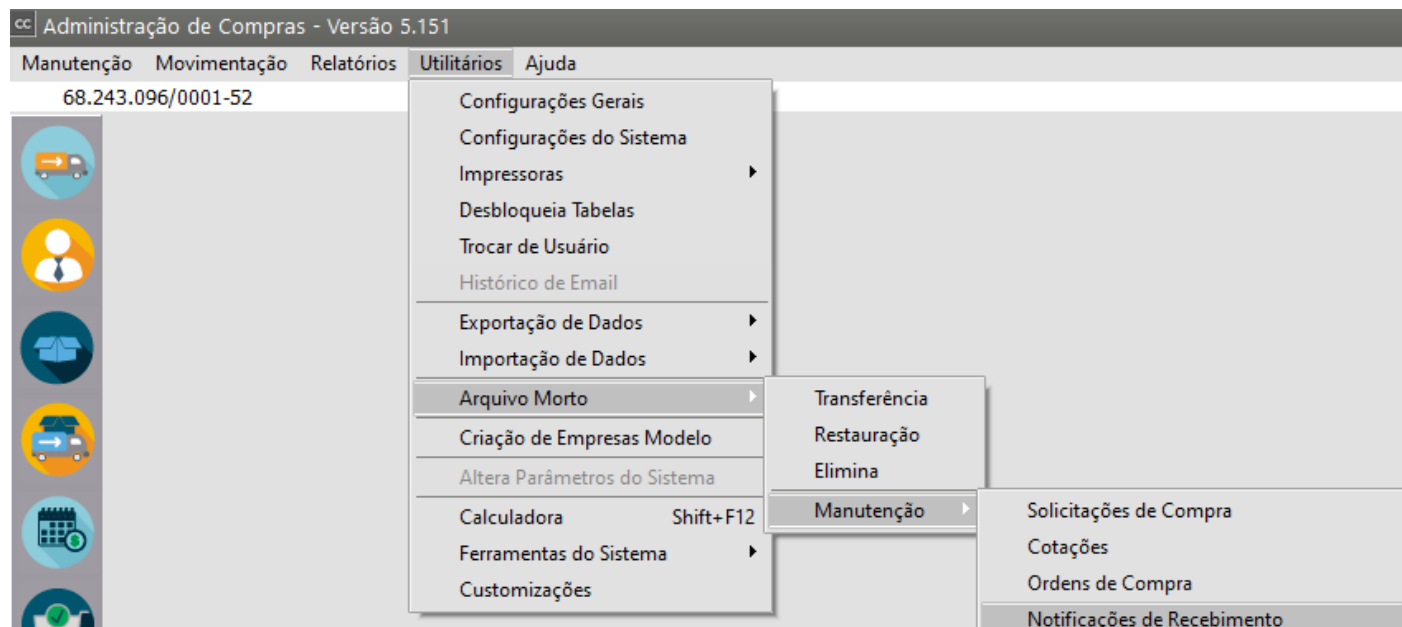 cc Administração de Compras - Versão 5.151
Manutenção Movimentação Relatórios Utilitários Ajuda
68.243.096/0001-52
Configurações Gerais
Configurações do Sistema
Impressoras
Desbloqueia Tabelas
Trocar de Usuário
Histórico de Email
Exportação de Dados
Importação de Dados
Arquivo Morto
Criação de Empresas Modelo
Altera Parâmetros do Sistema
Calculadora Shift+F12
Ferramentas do Sistema
Customizações
Transferência
Restauração
Elimina
Manutenção
Solicitações de Compra
Cotações
Ordens de Compra
Notificações de Recebimento